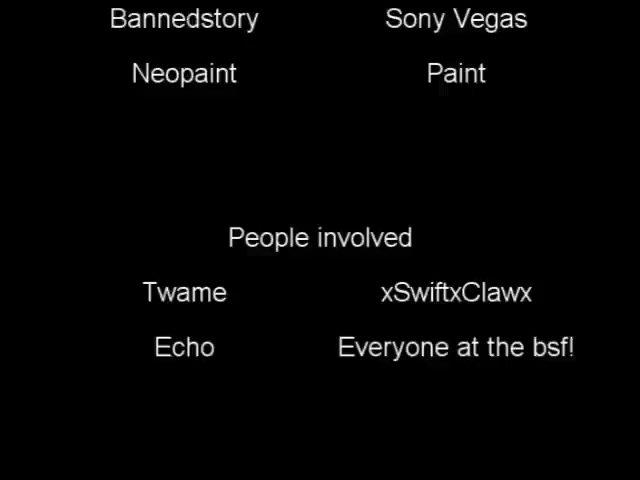 Bannedstory Sony Vegas
Neopaint Paint
People involved
Twame xSwiftxClawx
Echo Everyone at the bsf!